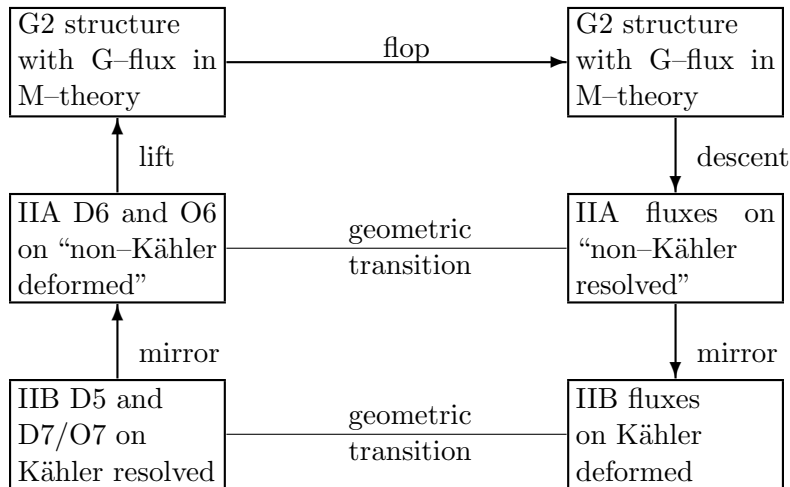 G2 structure
with G–flux in
M–theory
flop
G2 structure
with G–flux in
M–theory
lift
descent
IIA D6 and O6
on “non–Kähler
deformed”
geometric
transition
IIA fluxes on
“non–Kähler
resolved”
mirror
mirror
IIB D5 and
D7/O7 on
Kähler resolved
geometric
transition
IIB fluxes
on Kähler
deformed